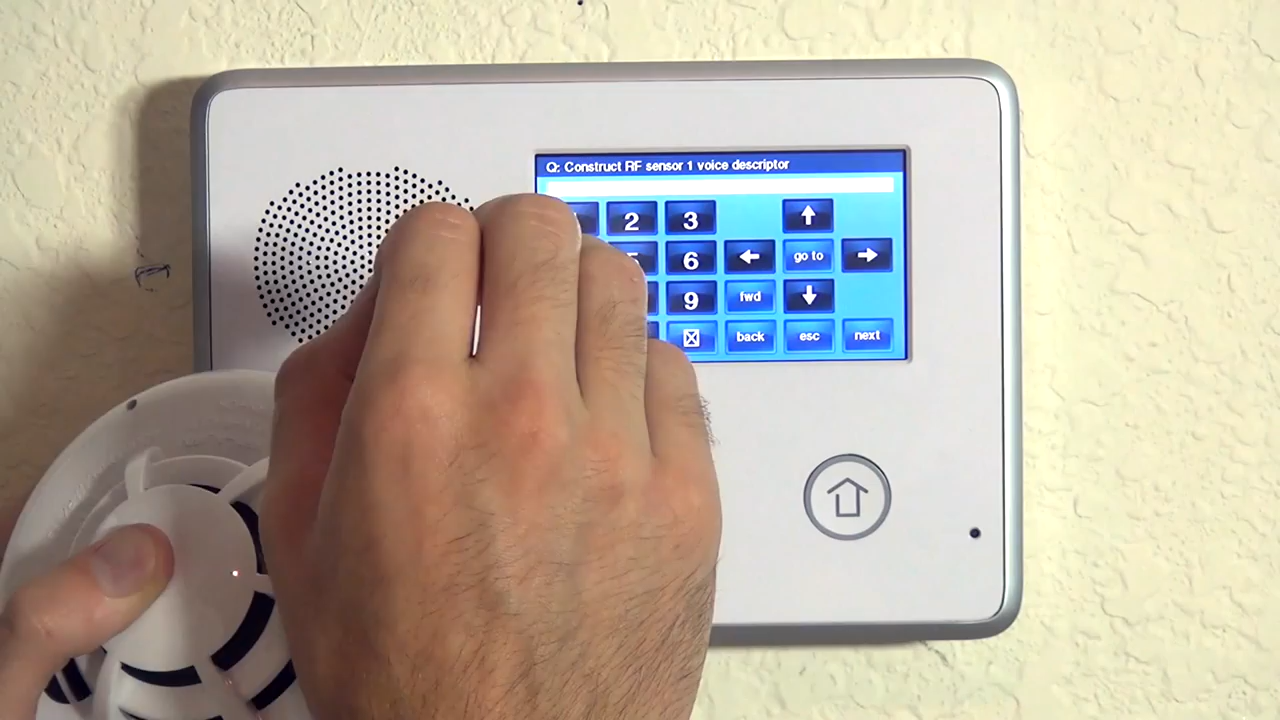 Q: Construct RF sensor 1 voice descriptor
2 3
6 go to
9 fwd
back esc next